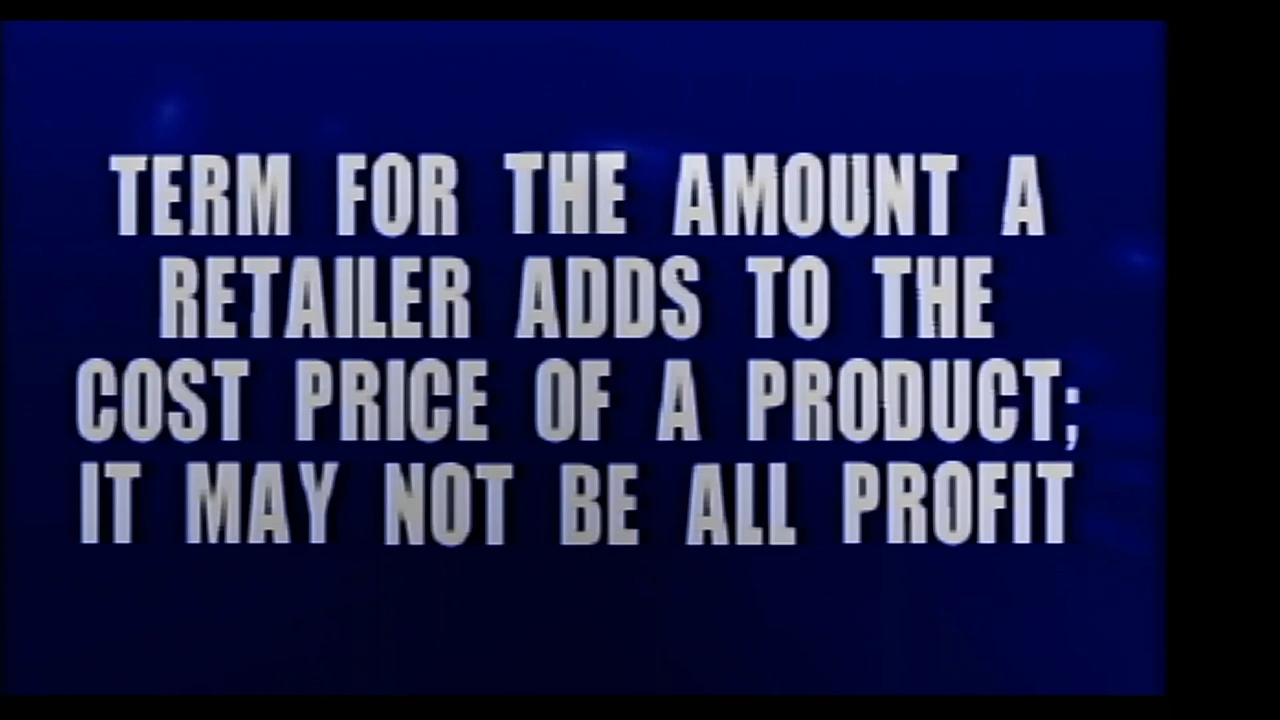 TERM FOR THE AMOUNT A
RETAILER ADDS TO THE
COST PRICE OF A PRODUCT;
IT MAY NOT BE ALL PROFIT